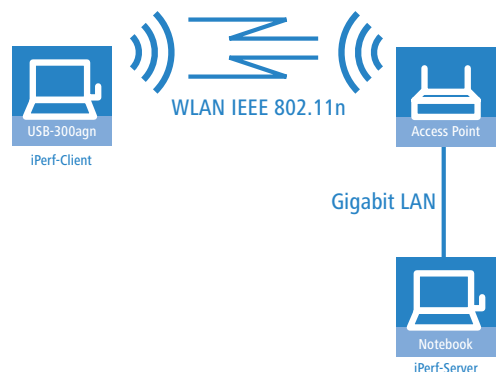 WLAN IEEE 802.11n
USB-300agn
Access Point
iPerf-Client
Gigabit LAN
Notebook
iPerf-Server